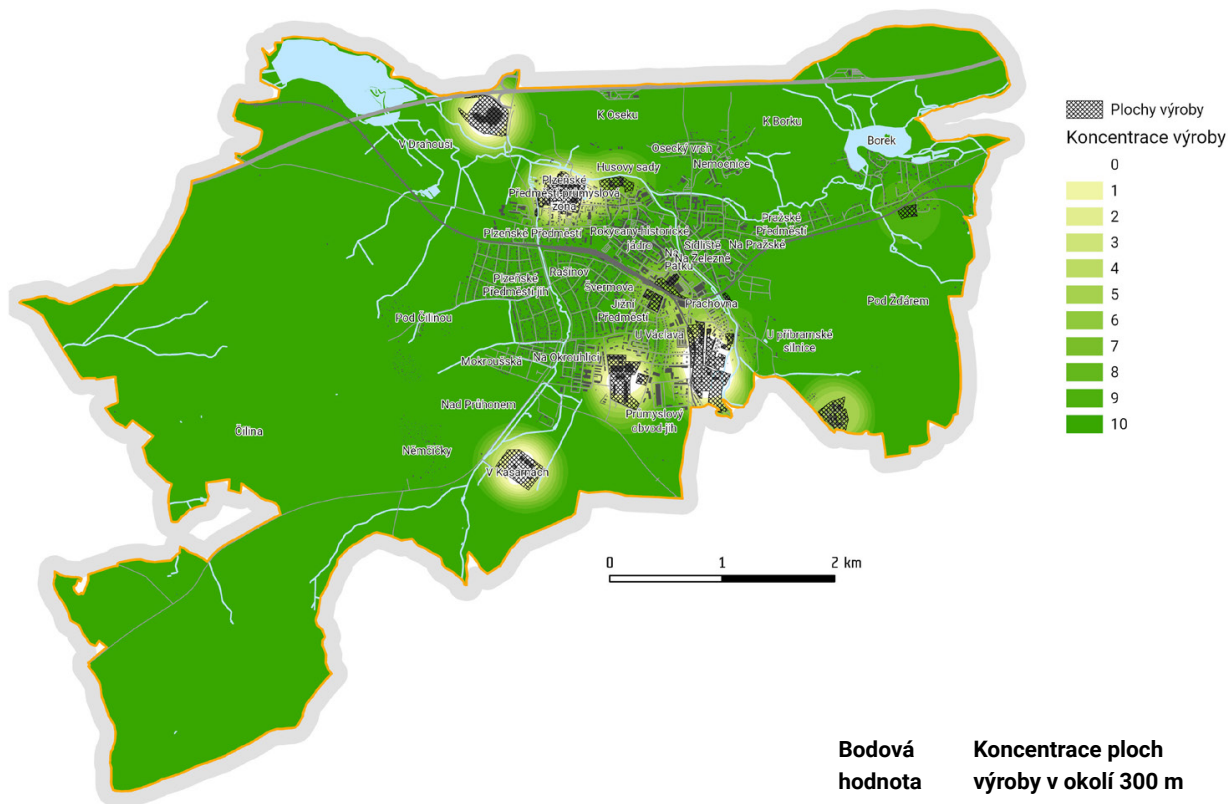 K Oseku
K Borku
V Drahouši
Osecký vrch
Nemocnice
Borek
Husovy sady
Plzeňské
Předměstí-průmyslová
zóna
Plzeňské Předměstí
Rokycany-historické
jádro
Sídliště
Na Železné
Na
Pátku
Pražské
Předměstí
Na Pražské
Rašínov
Plzeňské
Předměstí-jih
Švermova
Jižní
Předměstí
Práchovna
Pod Žďárem
Pod Čilinou
U Václava
U příbramské
silnice
Mokroušská
Na Okrouhlici
Nad Průhonem
Průmyslový
obvod-jih
Čilina
Němčičky
V Kasárnách
0 1 2 km
Plochy výroby
Koncentrace výroby
0
1
2
3
4
5
6
7
8
9
10
Bodová Koncentrace ploch
hodnota výroby v okolí 300 m